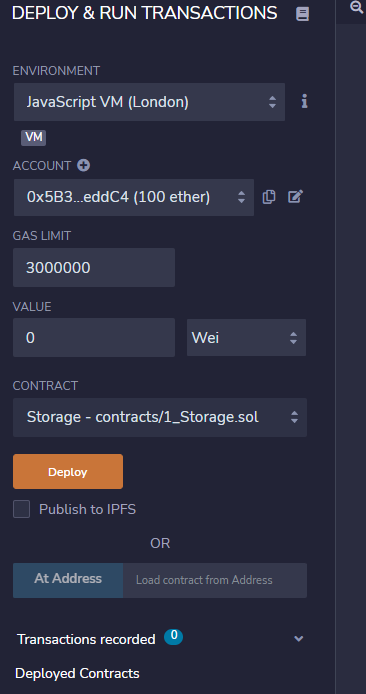 DEPLOY & RUN TRANSACTIONS
ENVIRONMENT
JavaScript VM (London)
VM
ACCOUNT
0x5B3...eddC4 (100 ether)
GAS LIMIT
3000000
VALUE
0 Wei
CONTRACT
Storage - contracts/1_Storage.sol
Deploy
Publish to IPFS
OR
At Address Load contract from Address
Transactions recorded 0
Deployed Contracts